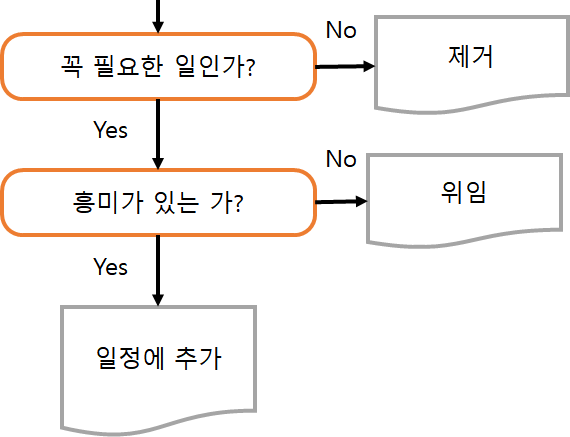 No
꼭 필요한 일인가?
제거
Yes
No
흥미가 있는 가?
위임
Yes
일정에 추가